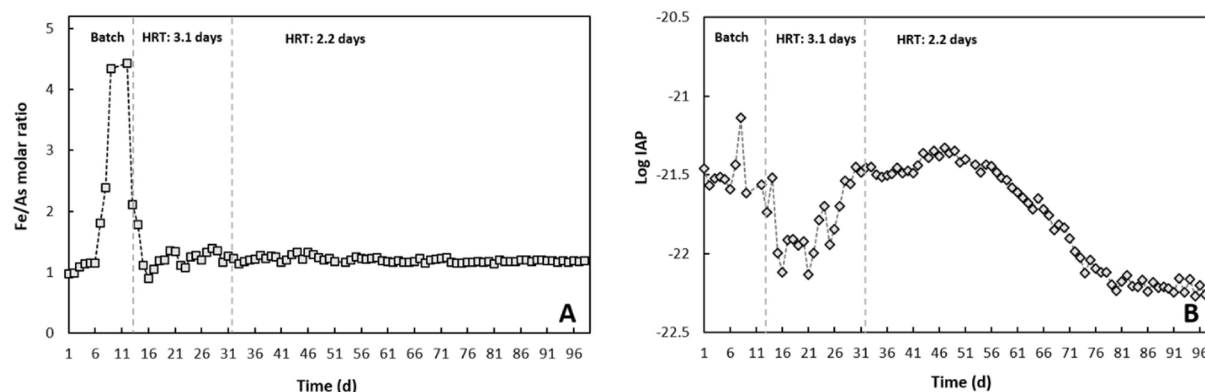 5
4
3
2
1
0
Fe/As molar ratio
Batch
HRT: 3.1 days
HRT: 2.2 days
A
1 6 11 16 21 26 31 36 41 46 51 56 61 66 71 76 81 86 91 96
Time (d)
-20.5
-21
-21.5
-22
-22.5
Log IAP
Batch
HRT: 3.1 days
HRT: 2.2 days
B
1 6 11 16 21 26 31 36 41 46 51 56 61 66 71 76 81 86 91 96
Time (d)